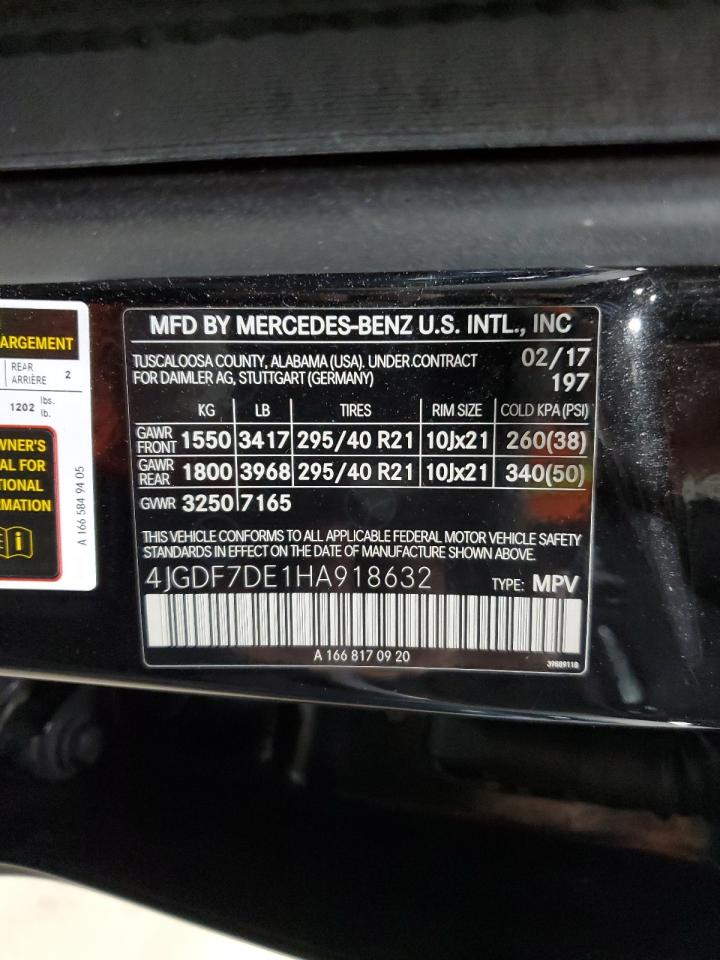 ARGEMENT
REAR
ARRIÈRE 2
1202 lbs.
lb.
WNER'S
AL FOR
TIONAL
RMATION
i
A 166 584 94 05
MFD BY MERCEDES-BENZ U.S. INTL., INC
TUSCALOOSA COUNTY, ALABAMA (USA). UNDER CONTRACT 02/17
FOR DAIMLER AG, STUTTGART (GERMANY) 197
KG LB TIRES RIM SIZE COLD KPA (PSI)
GAWR FRONT 1550 3417 295/40 R21 10Jx21 260(38)
GAWR REAR 1800 3968 295/40 R21 10Jx21 340(50)
GVWR 3250 7165
THIS VEHICLE CONFORMS TO ALL APPLICABLE FEDERAL MOTOR VEHICLE SAFETY
STANDARDS IN EFFECT ON THE DATE OF MANUFACTURE SHOWN ABOVE.
4JGDF7DE1HA918632 TYPE: MPV
A 166 817 09 20
39889118